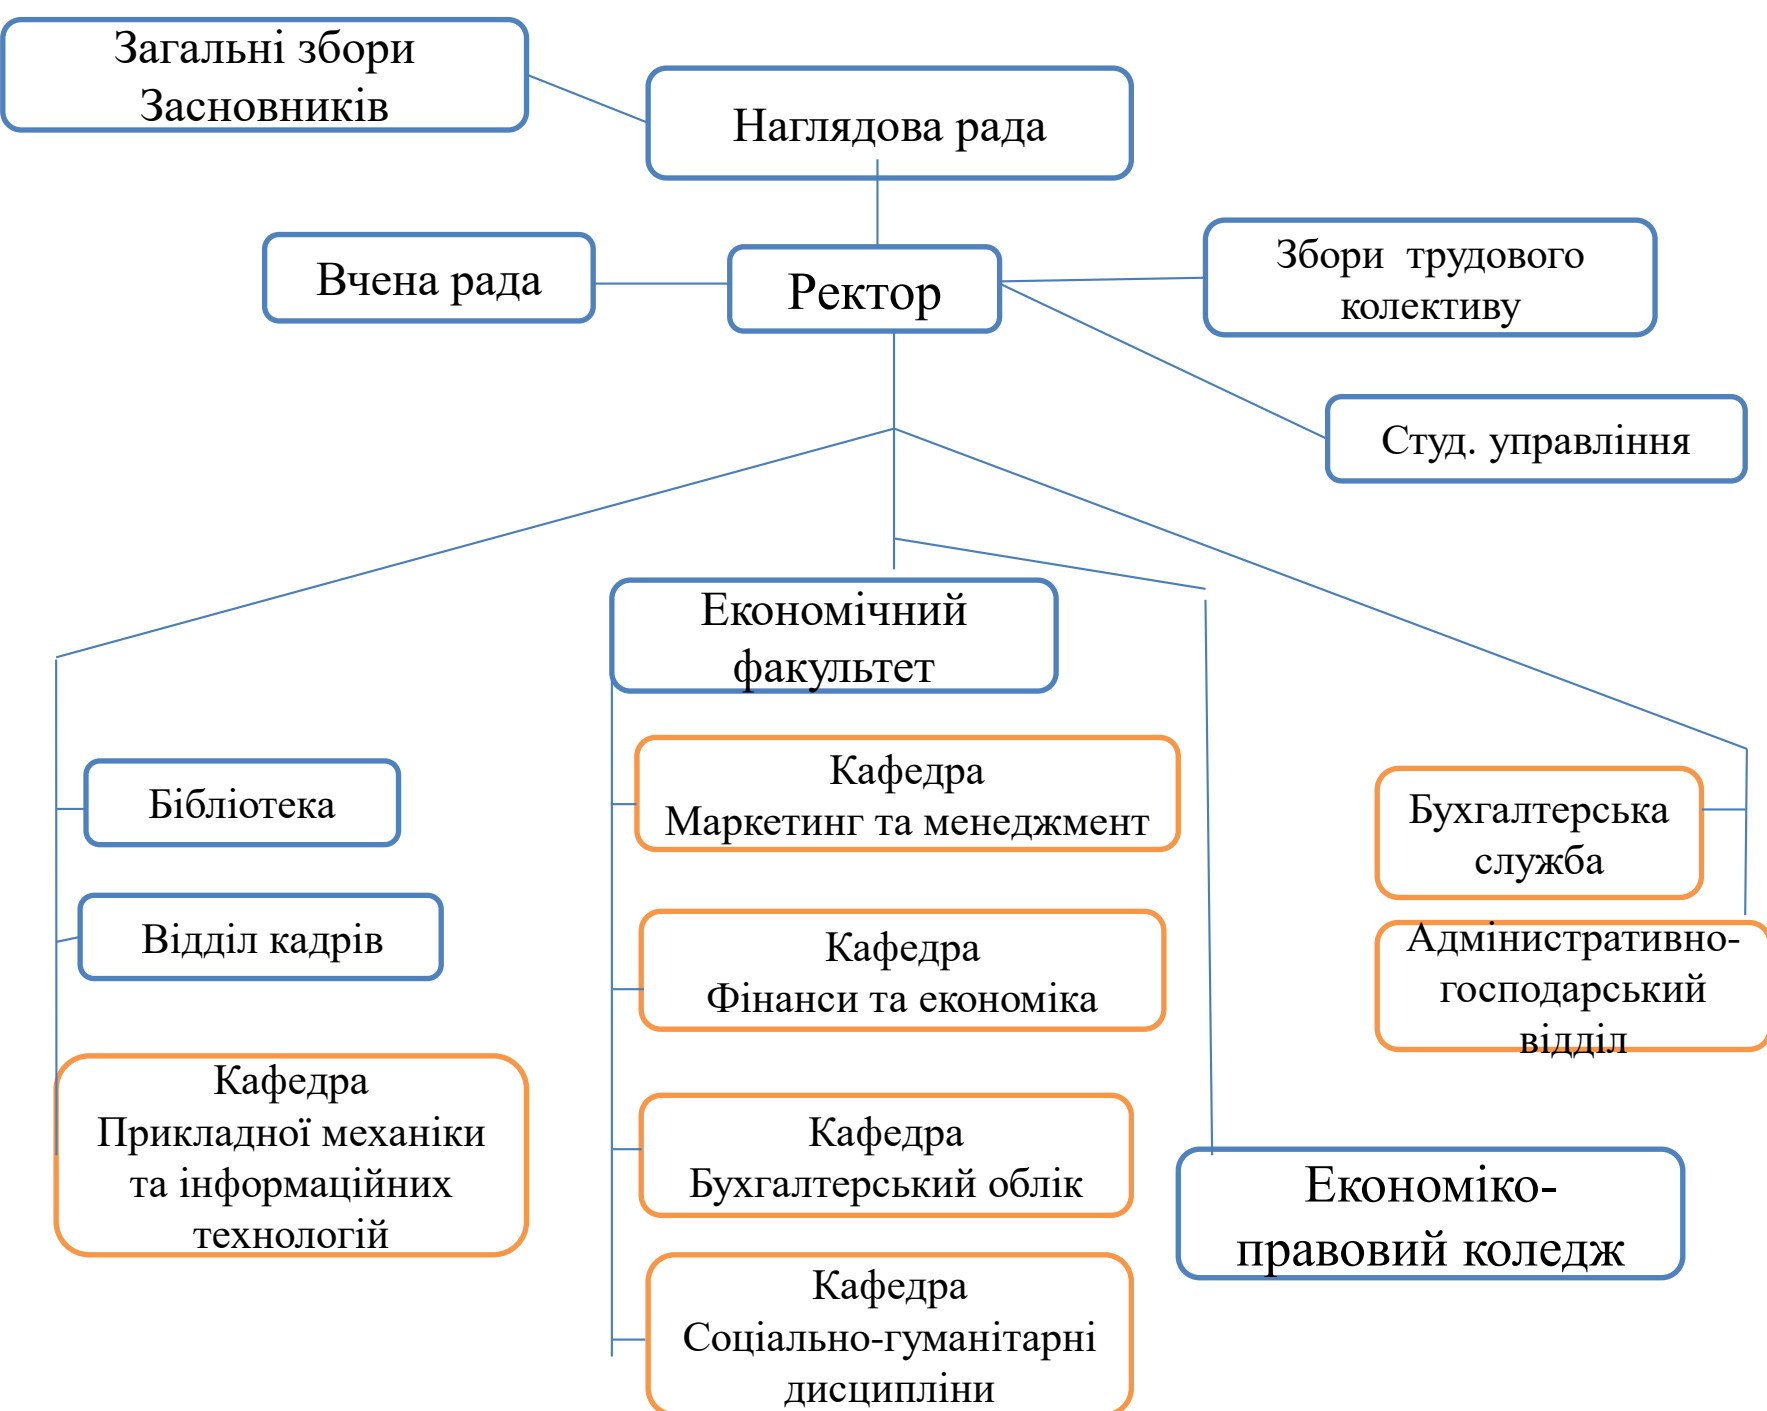 Загальні збори
Засновників
Наглядова рада
Вчена рада
Ректор
Збори  трудового
колективу
Студ. управління
Економічний
факультет
Бібліотека
Відділ кадрів
Кафедра
Прикладної механіки
та інформаційних
технологій
Кафедра
Маркетинг та менеджмент
Кафедра
Фінанси та економіка
Кафедра
Бухгалтерський облік
Кафедра
Соціально-гуманітарні
дисципліни
Бухгалтерська
служба
Адміністративно-
господарський
відділ
Економіко-
правовий коледж